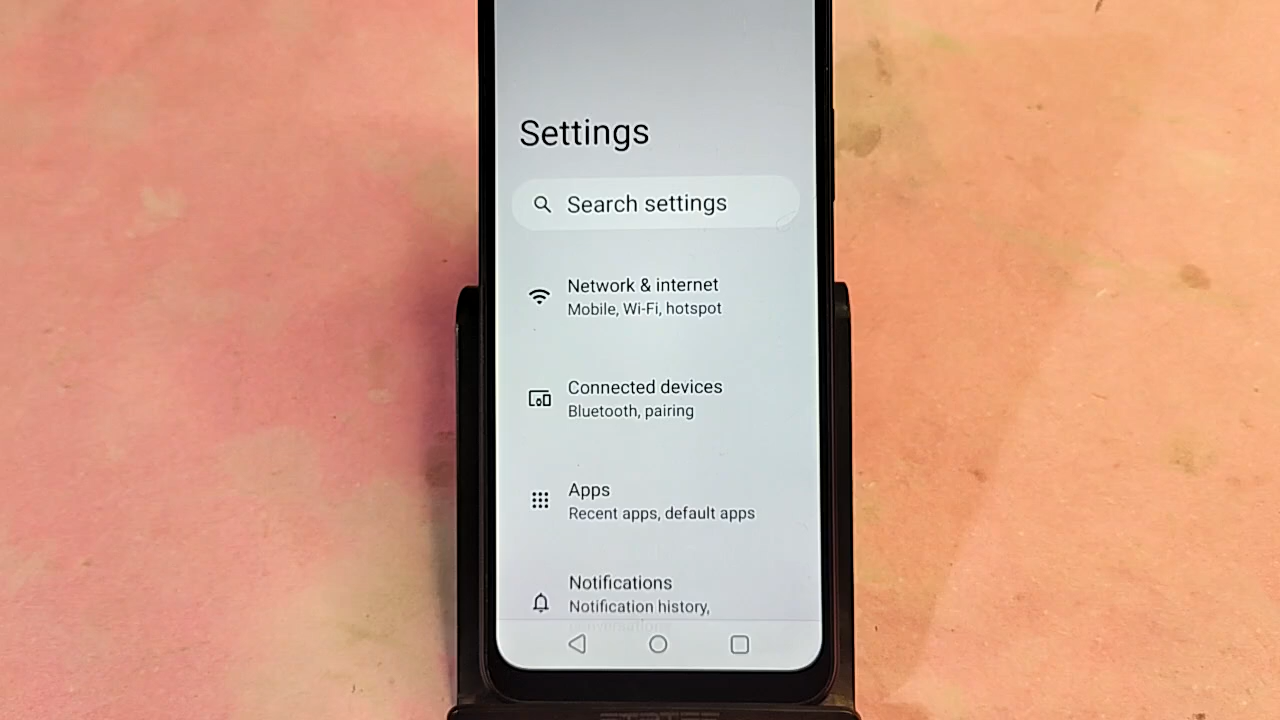 Settings
Search settings
Network & internet
Mobile, Wi-Fi, hotspot
Connected devices
Bluetooth, pairing
Apps
Recent apps, default apps
Notifications
Notification history,
conversations